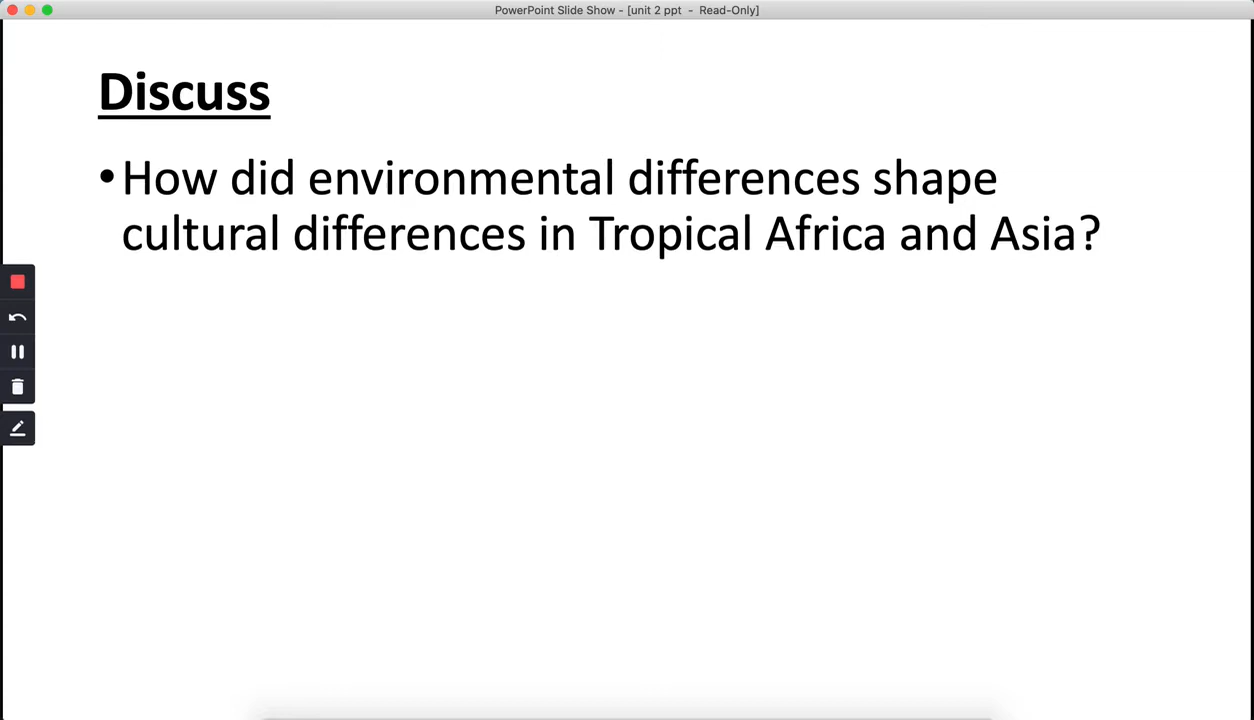 PowerPoint Slide Show - [unit 2 ppt - Read-Only]
Discuss
•How did environmental differences shape
cultural differences in Tropical Africa and Asia?